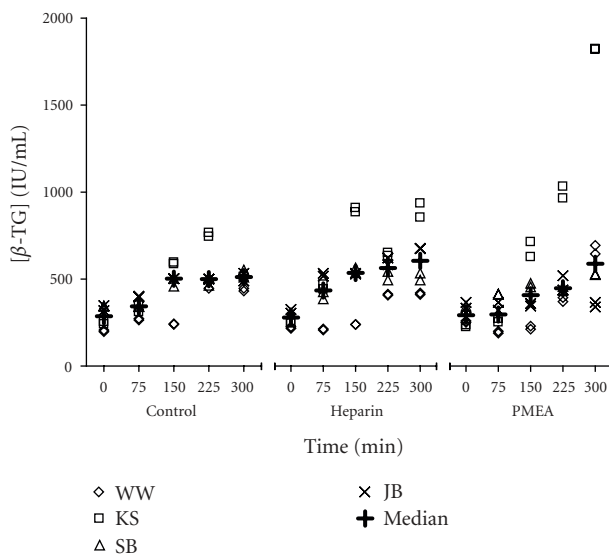 2000
1500
1000
500
0
[β-TG] (IU/mL)
0 75 150 225 300 0 75 150 225 300 0 75 150 225 300
Control Heparin PMEA
Time (min)
WW
KS
SB
JB
Median